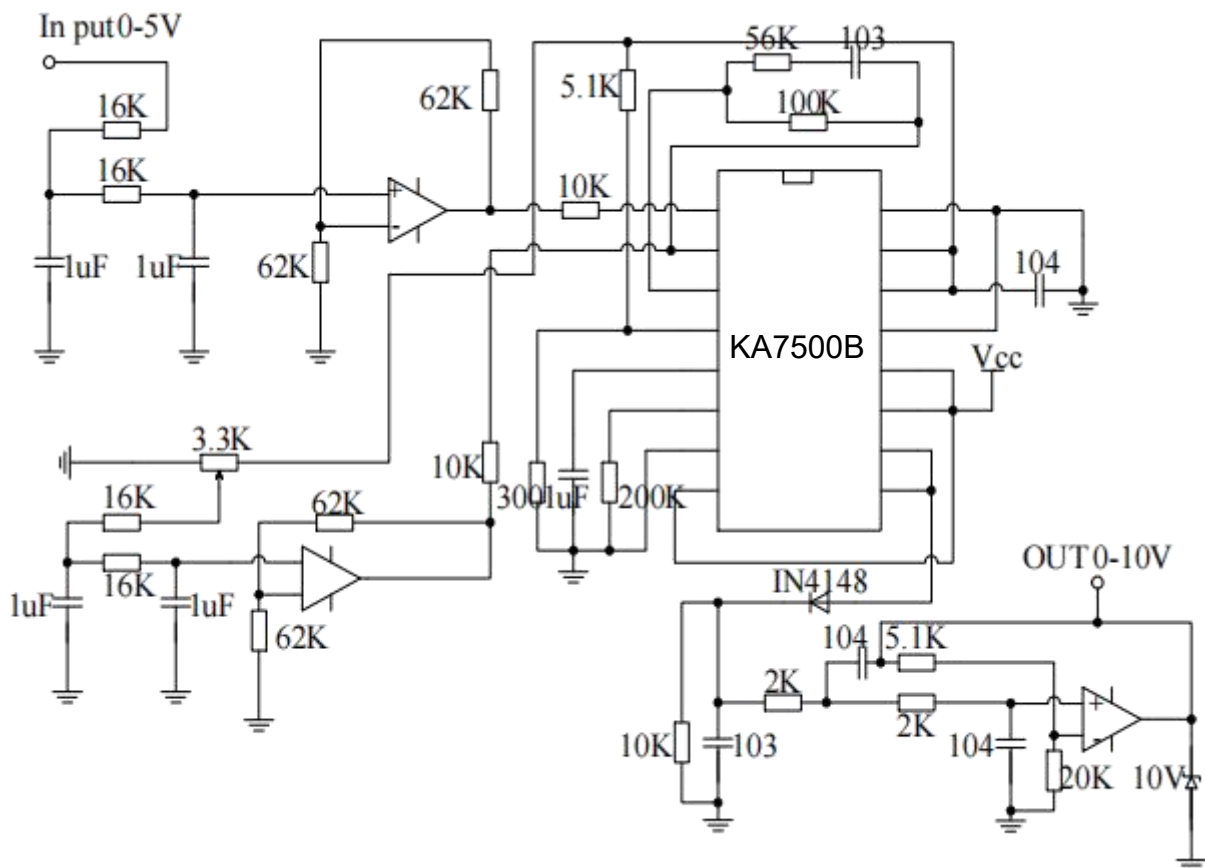 In put 0-5V
16K
16K
1uF
1uF
62K
62K
10K
5.1K
56K
103
100K
104
KA7500B
Vcc
3.3K
16K
16K
1uF
1uF
62K
62K
10K
300
1uF
200K
IN4148
OUT 0-10V
104
5.1K
2K
2K
10K
103
104
20K
10V